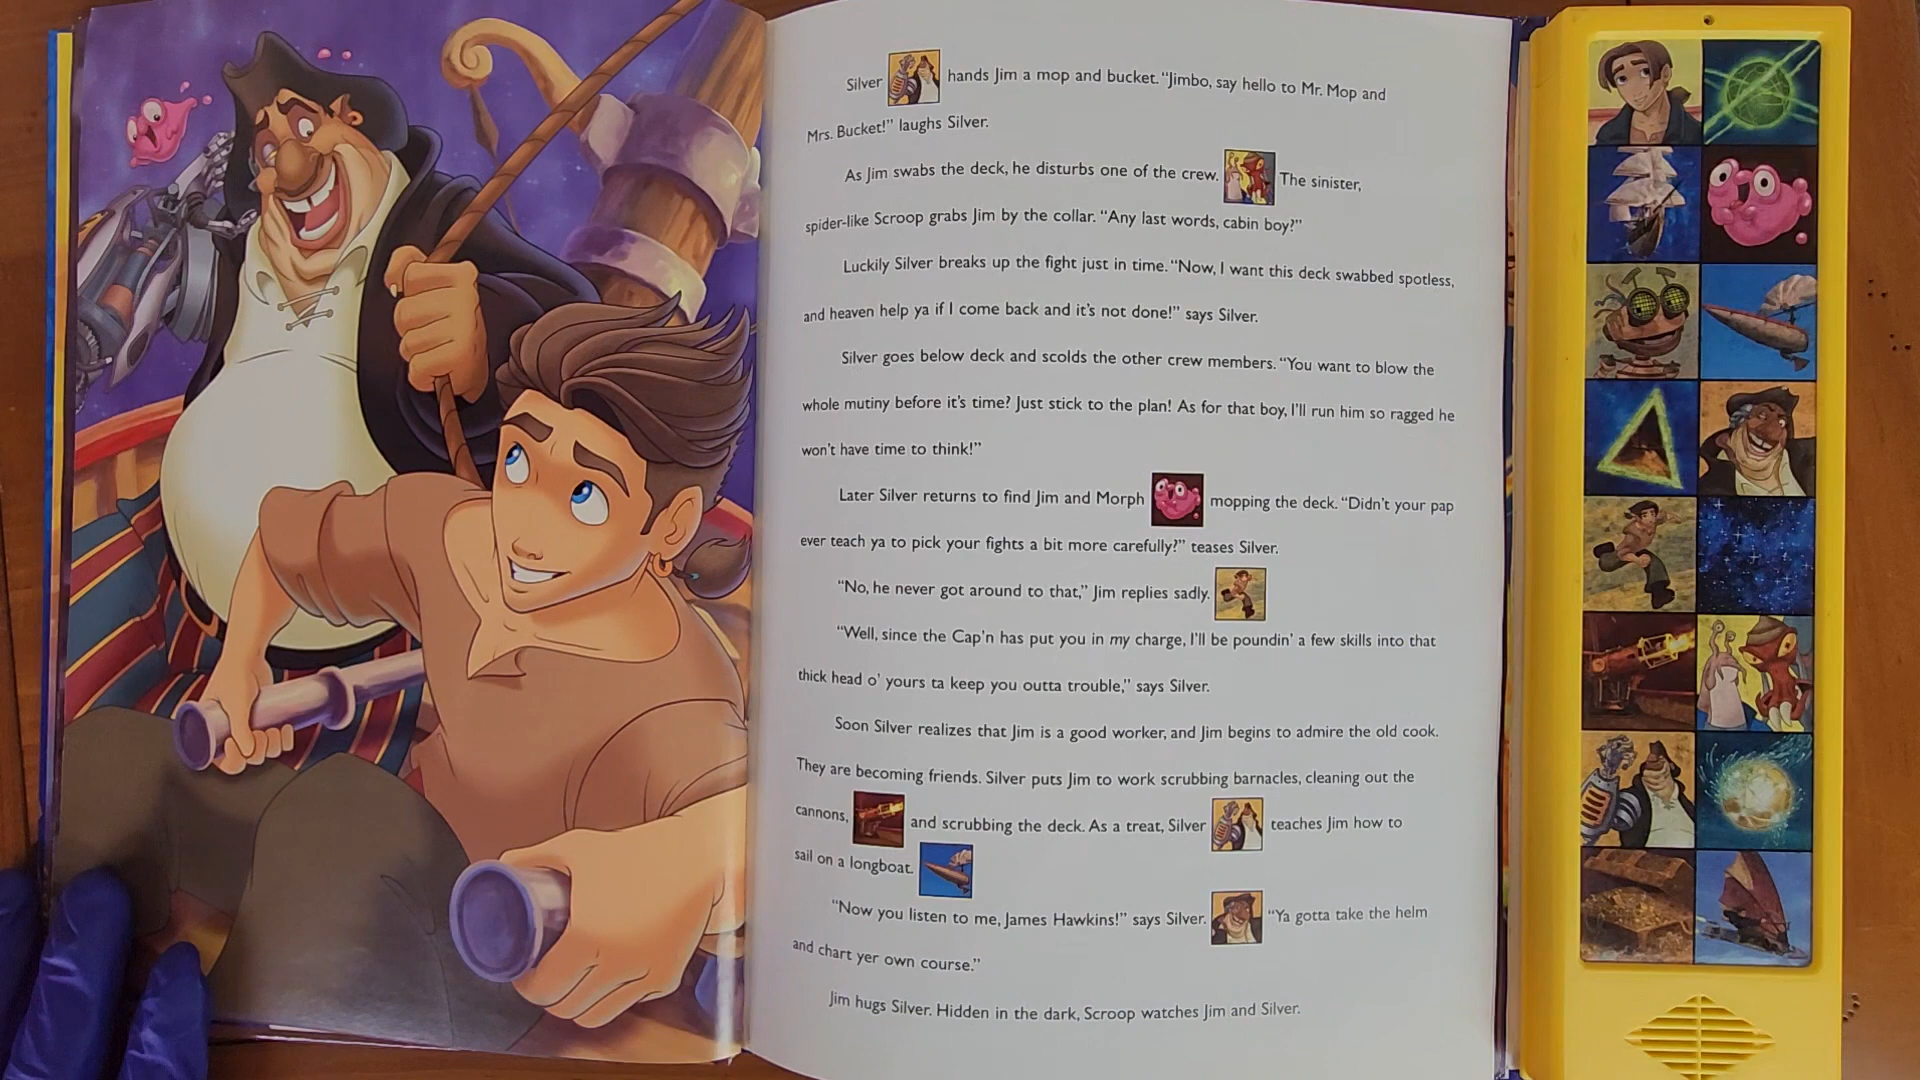 Silver hands Jim a mop and bucket. “Jimbo, say hello to Mr. Mop and
Mrs. Bucket!” laughs Silver.
As Jim swabs the deck, he disturbs one of the crew. The sinister,
spider-like Scroop grabs Jim by the collar. “Any last words, cabin boy?”
Luckily Silver breaks up the fight just in time. “Now, I want this deck swabbed spotless,
and heaven help ya if I come back and it’s not done!” says Silver.
Silver goes below deck and scolds the other crew members. “You want to blow the
whole mutiny before it’s time? Just stick to the plan! As for that boy, I’ll run him so ragged he
won’t have time to think!”
Later Silver returns to find Jim and Morph mopping the deck. “Didn’t your pap
ever teach ya to pick your fights a bit more carefully?” teases Silver.
“No, he never got around to that,” Jim replies sadly.
“Well, since the Cap’n has put you in my charge, I’ll be poundin’ a few skills into that
thick head o’ yours ta keep you outta trouble,” says Silver.
Soon Silver realizes that Jim is a good worker, and Jim begins to admire the old cook.
They are becoming friends. Silver puts Jim to work scrubbing barnacles, cleaning out the
cannons, and scrubbing the deck. As a treat, Silver teaches Jim how to
sail on a longboat.
“Now you listen to me, James Hawkins!” says Silver. “Ya gotta take the helm
and chart yer own course.”
Jim hugs Silver. Hidden in the dark, Scroop watches Jim and Silver.